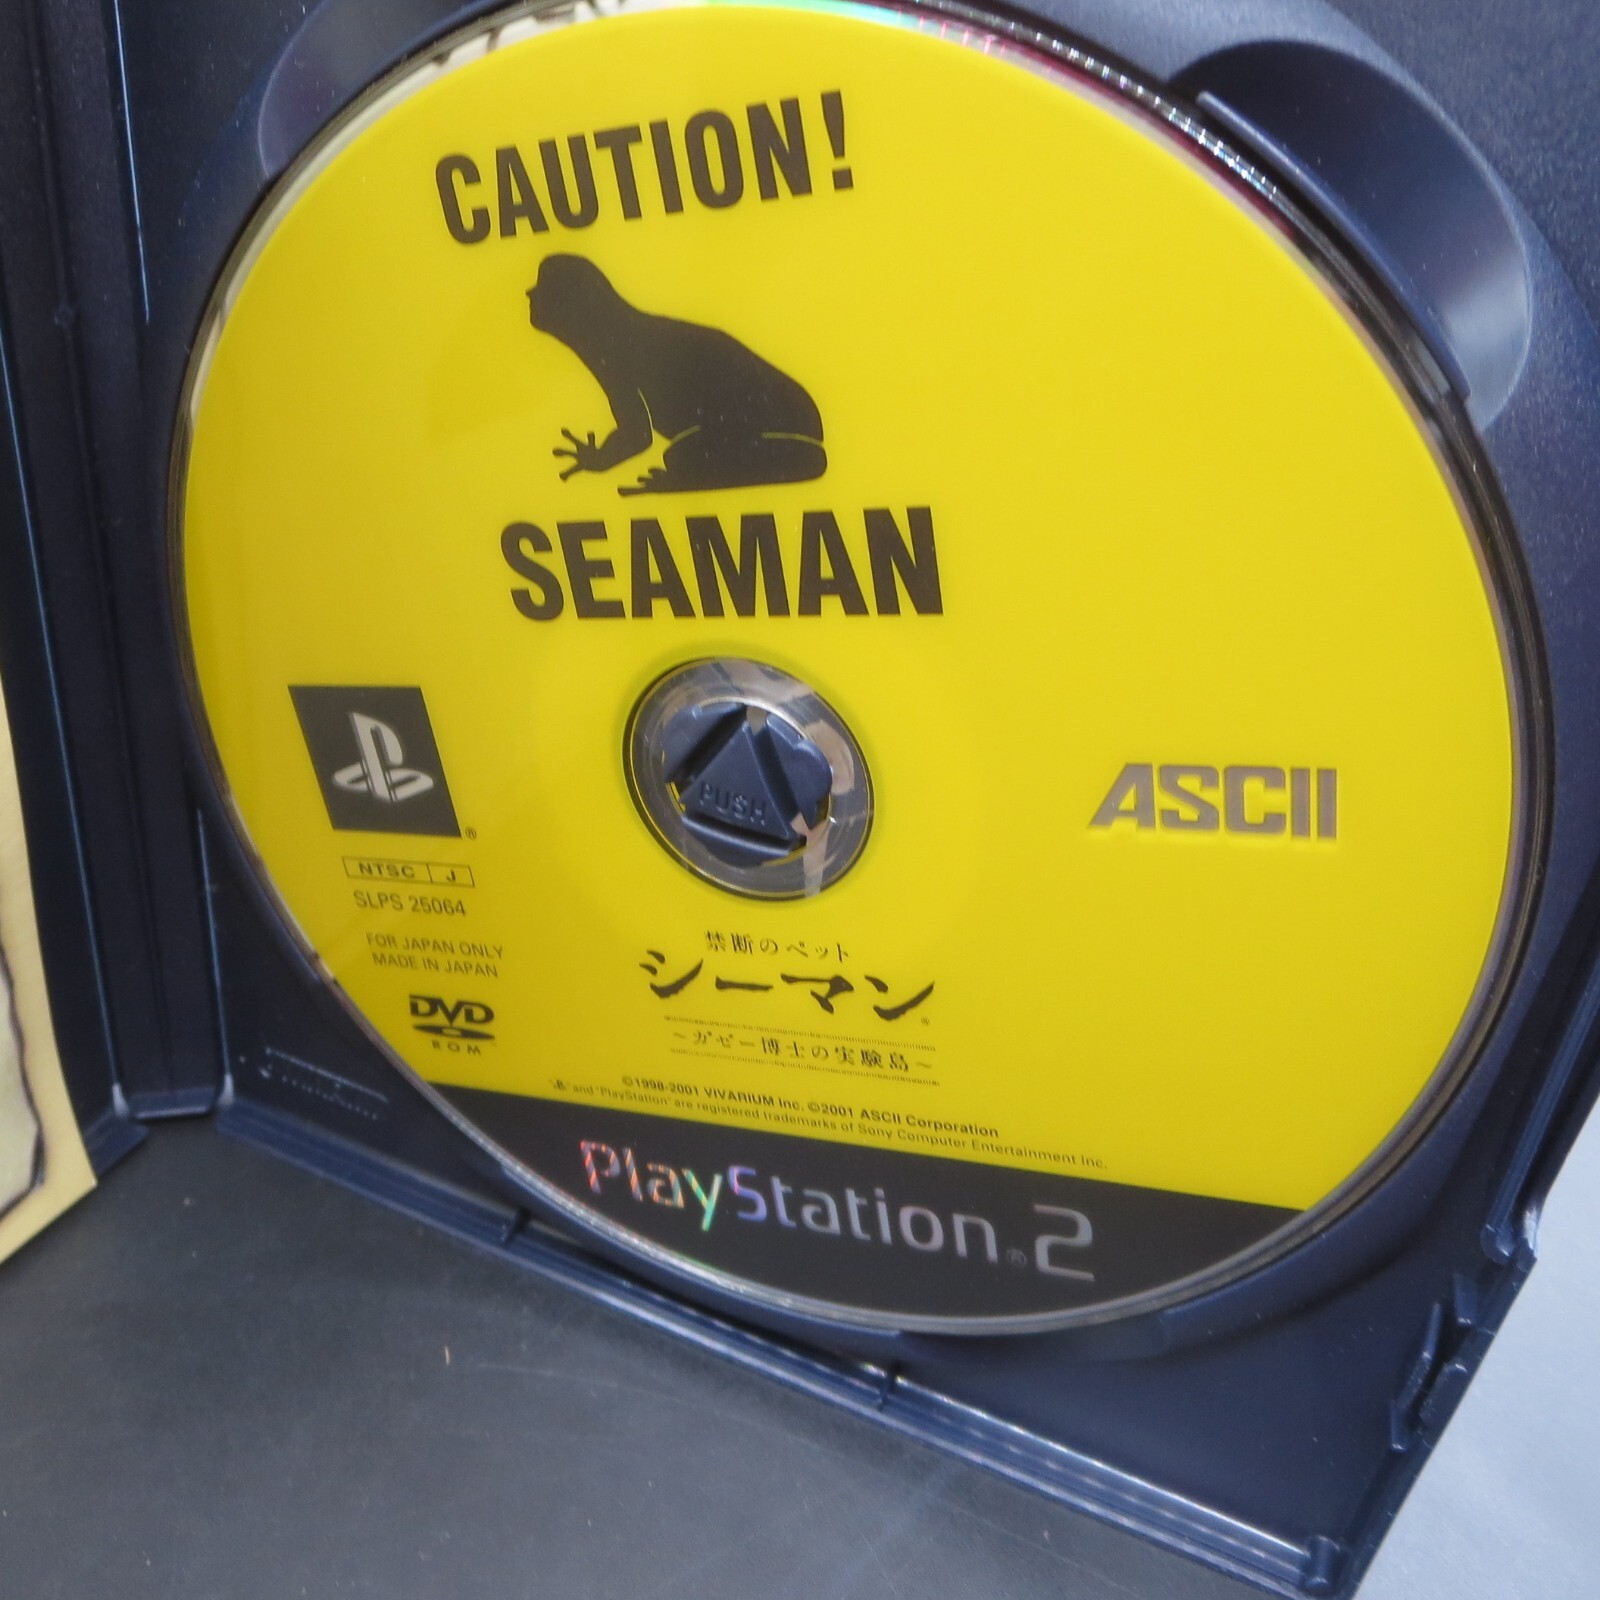 CAUTION!
SEAMAN
PUSH
ASCII
®
NTSC J
SLPS 25064
FOR JAPAN ONLY
MADE IN JAPAN
DVD
ROM
禁断のペット
シーマン®
~ガゼー博士の実験島~
©1998-2001 VIVARIUM Inc. ©2001 ASCII Corporation
"PS" and "PlayStation" are registered trademarks of Sony Computer Entertainment Inc.
PlayStation®2